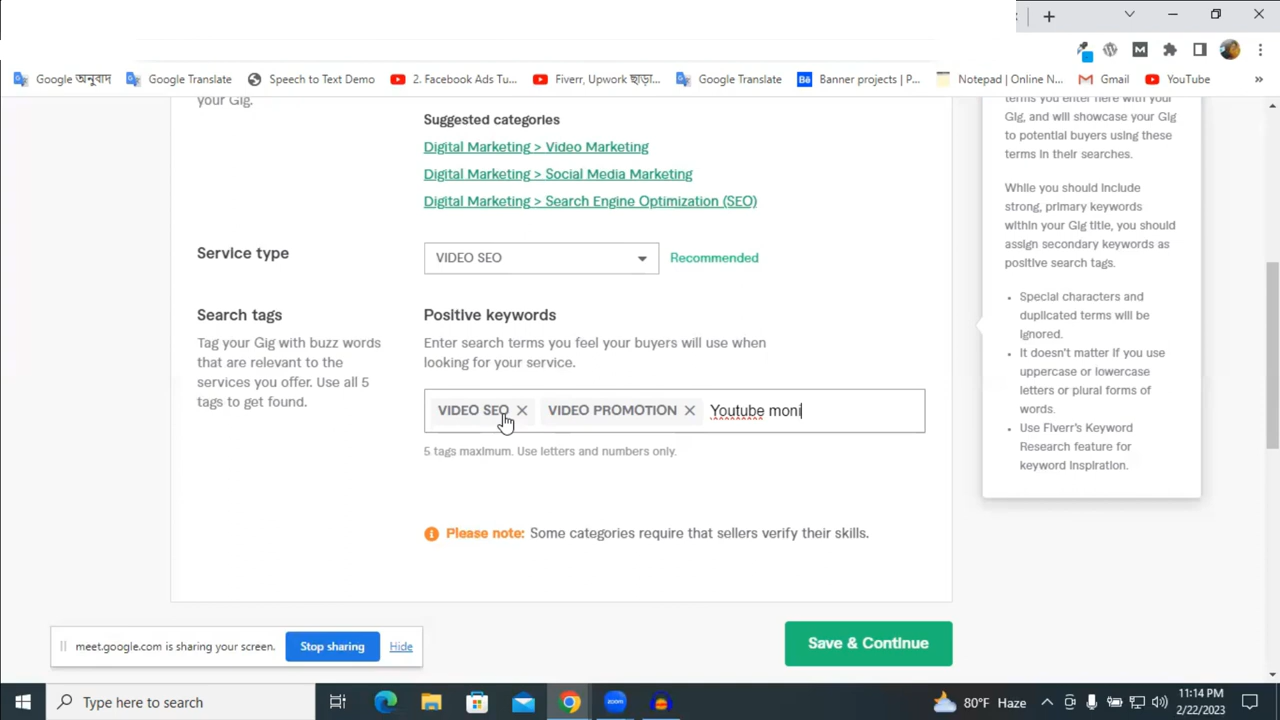 Google অনুবাদ
Google Translate
Speech to Text Demo
2. Facebook Ads Tu...
Fiverr, Upwork ছাড়া...
Google Translate
Banner projects | P...
Notepad | Online N...
Gmail
YouTube
»
your Gig.
Suggested categories
Digital Marketing > Video Marketing
Digital Marketing > Social Media Marketing
Digital Marketing > Search Engine Optimization (SEO)
Service type
VIDEO SEO
Recommended
Search tags
Tag your Gig with buzz words
that are relevant to the
services you offer. Use all 5
tags to get found.
Positive keywords
Enter search terms you feel your buyers will use when
looking for your service.
VIDEO SEO ×
VIDEO PROMOTION ×
Youtube moni
5 tags maximum. Use letters and numbers only.
Please note: Some categories require that sellers verify their skills.
Save & Continue
terms you enter here with your
Gig, and will showcase your Gig
to potential buyers using these
terms in their searches.
While you should include
strong, primary keywords
within your Gig title, you should
assign secondary keywords as
positive search tags.
• Special characters and
duplicated terms will be
ignored.
• It doesn't matter if you use
uppercase or lowercase
letters or plural forms of
words.
• Use Fiverr's Keyword
Research feature for
keyword inspiration.
meet.google.com is sharing your screen.
Stop sharing
Hide
Type here to search
80°F Haze
11:14 PM
2/22/2023